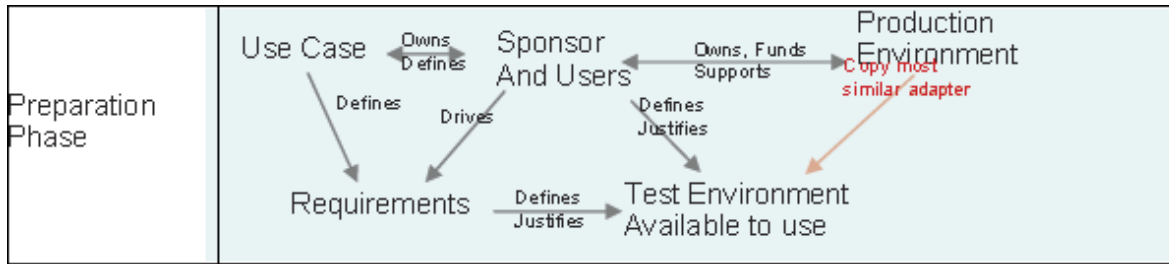 Preparation
Phase
Use Case
Owns
Defines
Sponsor
And Users
Owns, Funds
Supports
Production
Environment
Copy most
similar adapter
Defines
Drives
Defines
Justifies
Requirements
Defines
Justifies
Test Environment
Available to use